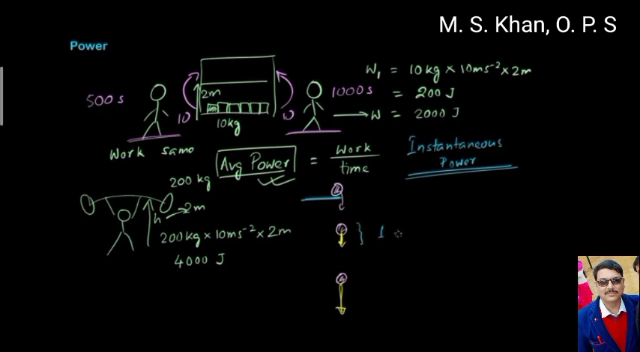 M. S. Khan, O. P. S
Power
500 s
2m
10
10kg
10
1000 s
W₁ = 10 kg × 10 ms⁻² × 2m
= 200 J
→ W = 2000 J
Work same
Avg Power = Work / time
Instantaneous
Power
200 kg
h → 2m
200 kg × 10 ms⁻² × 2m
4000 J
} 1